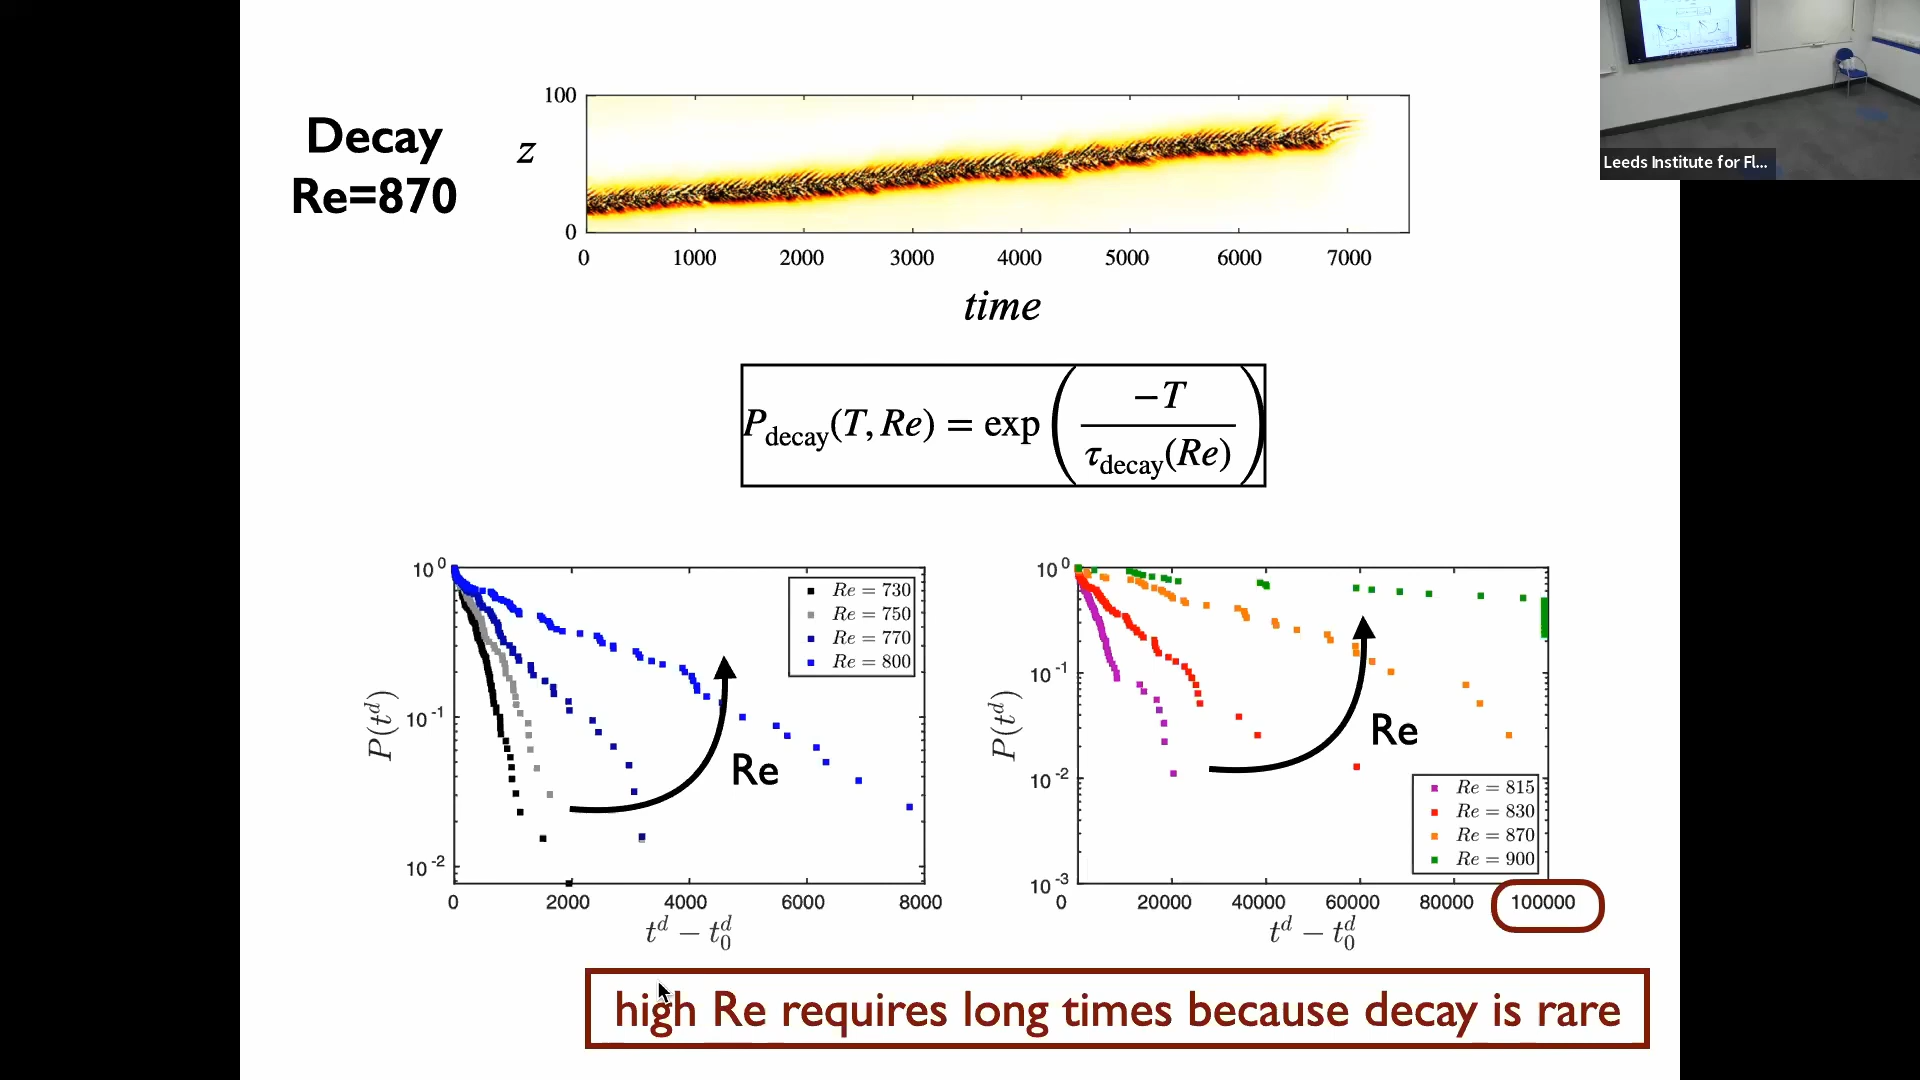 Decay
Re=870
z
100
0
0 1000 2000 3000 4000 5000 6000 7000
time
P_decay(T, Re) = exp(−T / τ_decay(Re))
10^0
10^-1
10^-2
P(t^d)
Re = 730
Re = 750
Re = 770
Re = 800
Re
0 2000 4000 6000 8000
t^d − t_0^d
10^0
10^-1
10^-2
10^-3
P(t^d)
Re
Re = 815
Re = 830
Re = 870
Re = 900
0 20000 40000 60000 80000 100000
t^d − t_0^d
high Re requires long times because decay is rare
Leeds Institute for Fl...